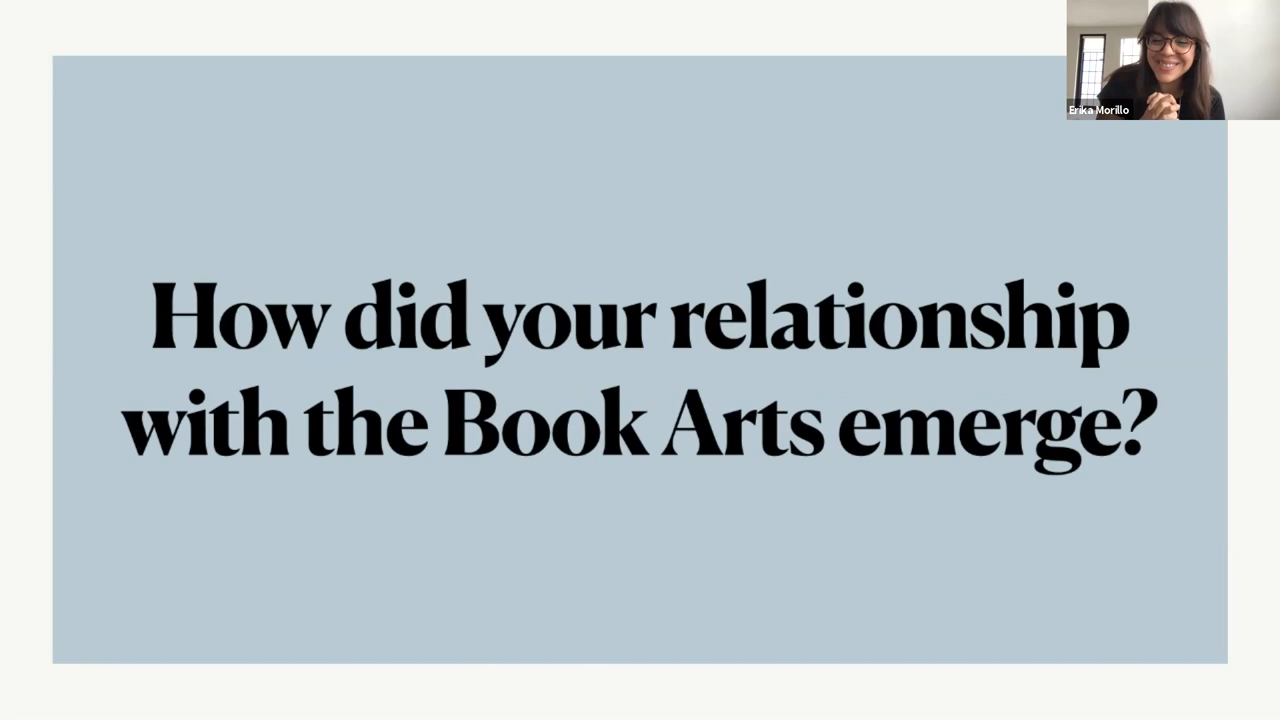 Erika Morillo
How did your relationship
with the Book Arts emerge?